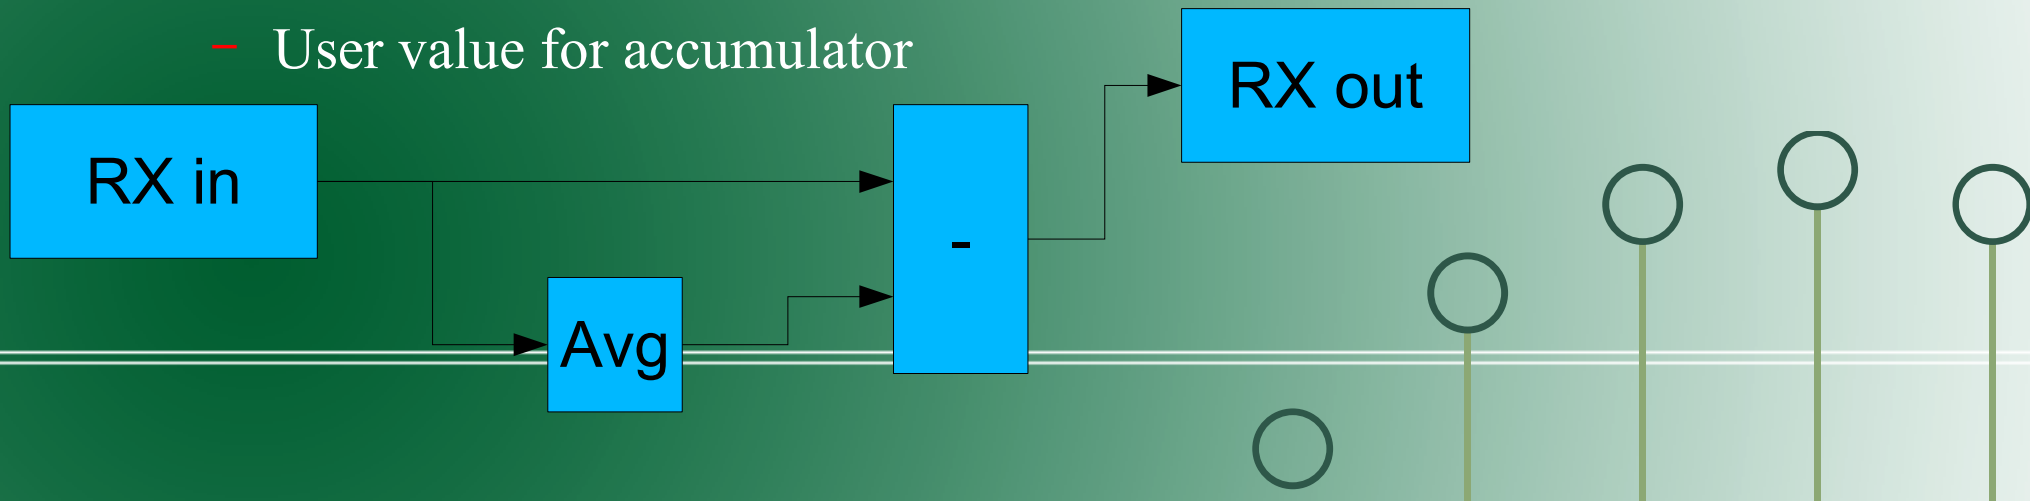 – User value for accumulator
RX out
RX in
-
Avg